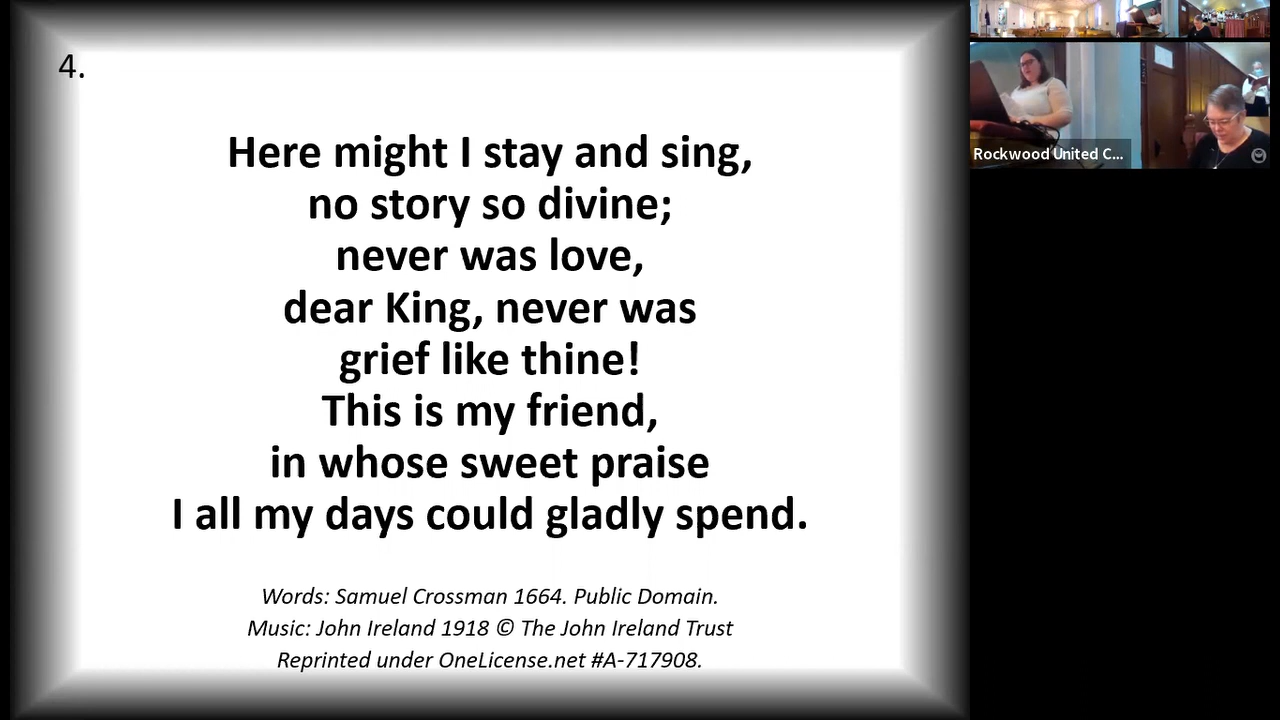 4.
Here might I stay and sing,
no story so divine;
never was love,
dear King, never was
grief like thine!
This is my friend,
in whose sweet praise
I all my days could gladly spend.
Words: Samuel Crossman 1664. Public Domain.
Music: John Ireland 1918 © The John Ireland Trust
Reprinted under OneLicense.net #A-717908.
Rockwood United C...